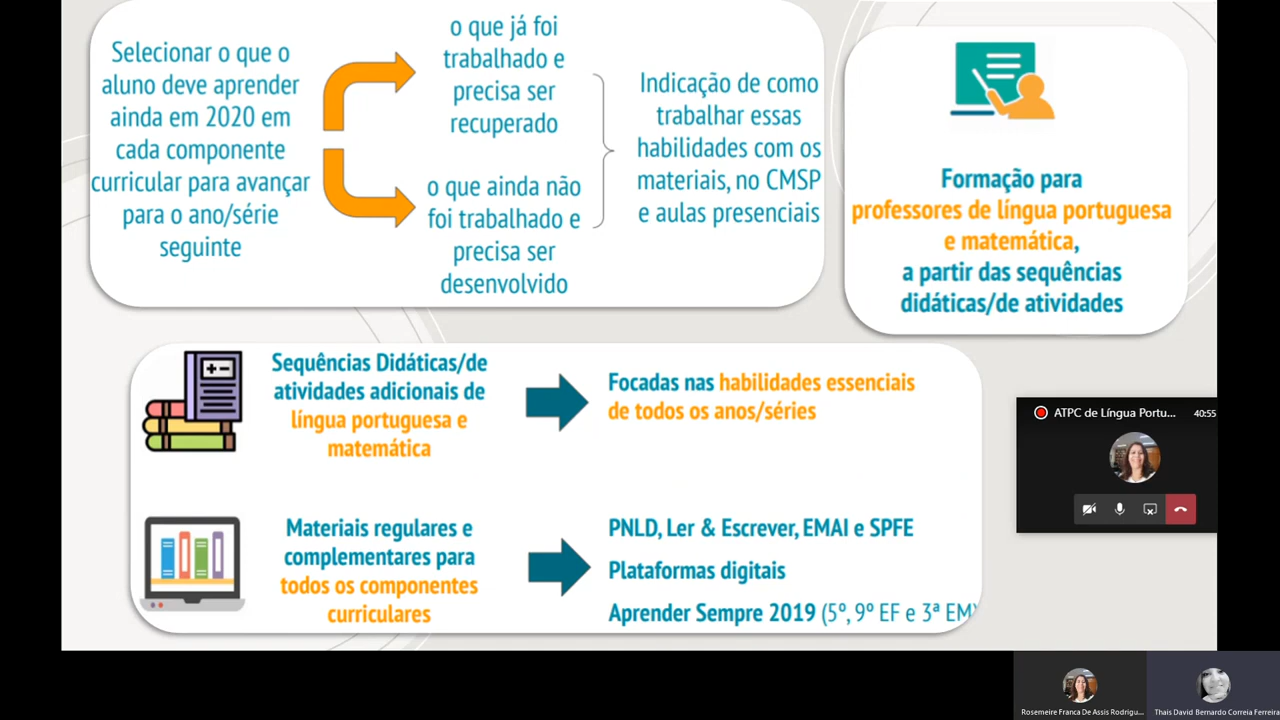 Selecionar o que o
aluno deve aprender
ainda em 2020 em
cada componente
curricular para avançar
para o ano/série
seguinte
o que já foi
trabalhado e
precisa ser
recuperado
o que ainda não
foi trabalhado e
precisa ser
desenvolvido
Indicação de como
trabalhar essas
habilidades com os
materiais, no CMSP
e aulas presenciais
Formação para
professores de língua portuguesa
e matemática,
a partir das sequências
didáticas/de atividades
Sequências Didáticas/de
atividades adicionais de
língua portuguesa e
matemática
Focadas nas habilidades essenciais
de todos os anos/séries
Materiais regulares e
complementares para
todos os componentes
curriculares
PNLD, Ler & Escrever, EMAI e SPFE
Plataformas digitais
Aprender Sempre 2019 (5º, 9º EF e 3ª EM)
ATPC de Língua Portu... 40:55
Rosemeire Franca De Assis Rodrigu...
Thais David Bernardo Correia Ferreira